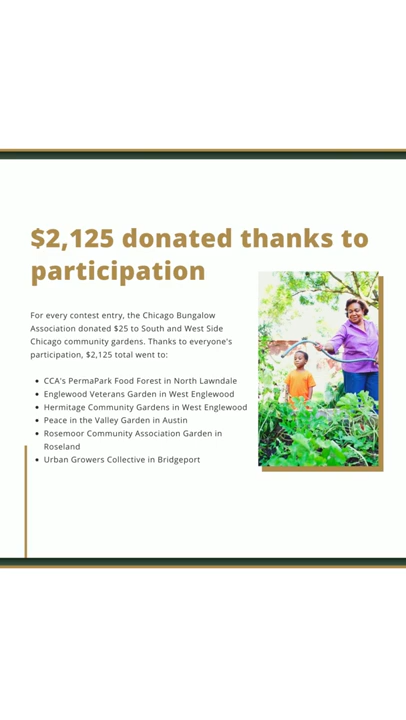 $2,125 donated thanks to
participation
For every contest entry, the Chicago Bungalow
Association donated $25 to South and West Side
Chicago community gardens. Thanks to everyone's
participation, $2,125 total went to:
• CCA's PermaPark Food Forest in North Lawndale
• Englewood Veterans Garden in West Englewood
• Hermitage Community Gardens in West Englewood
• Peace in the Valley Garden in Austin
• Rosemoor Community Association Garden in
Roseland
• Urban Growers Collective in Bridgeport